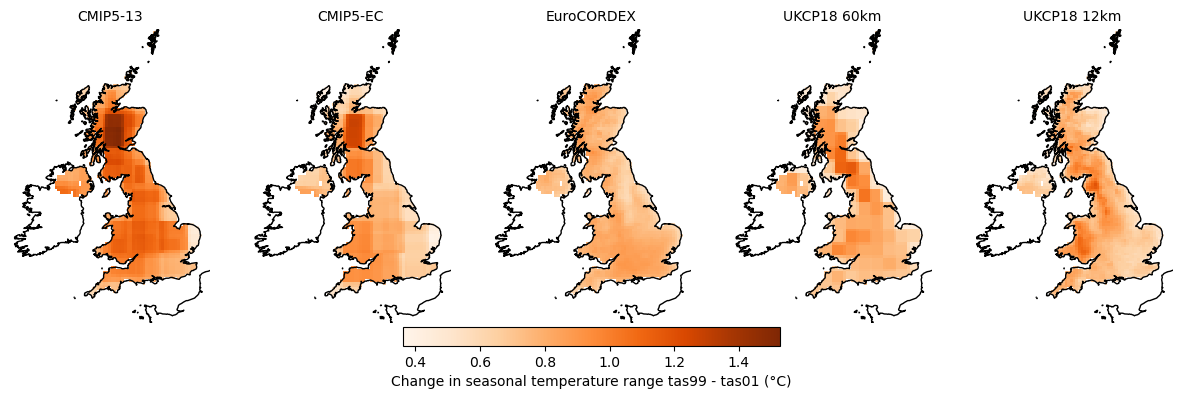 CMIP5-13 CMIP5-EC EuroCORDEX UKCP18 60km UKCP18 12km
0.4 0.6 0.8 1.0 1.2 1.4
Change in seasonal temperature range tas99 - tas01 (°C)